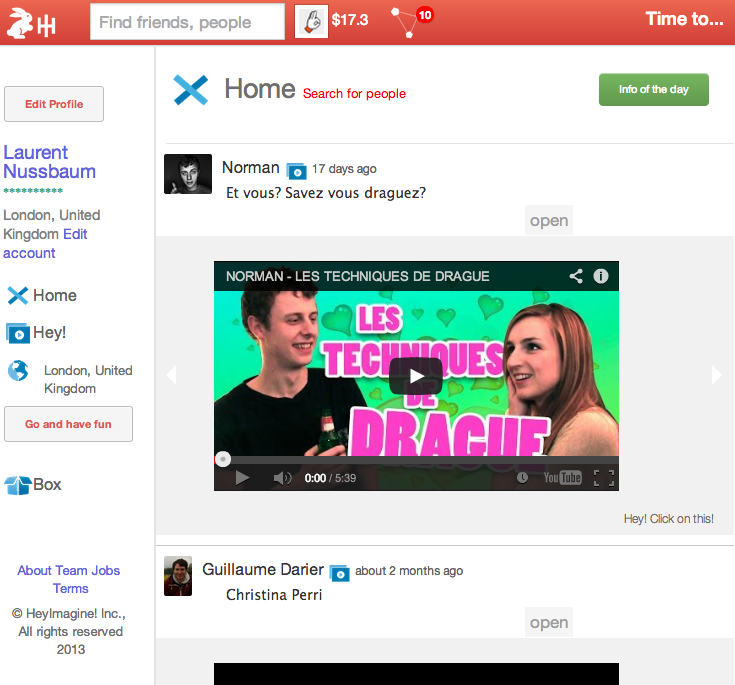 Find friends, people
$17.3
10
Time to...
Edit Profile
Laurent
Nussbaum
**********
London, United
Kingdom Edit
account
Home
Hey!
London, United
Kingdom
Go and have fun
Box
About Team Jobs
Terms
© HeyImagine! Inc.,
All rights reserved
2013
Home Search for people
Info of the day
Norman 17 days ago
Et vous? Savez vous draguez?
open
NORMAN - LES TECHNIQUES DE DRAGUE
LES
TECHNIQUES
DE
DRAGUE
0:00 / 5:39
YouTube
Hey! Click on this!
Guillaume Darier about 2 months ago
Christina Perri
open